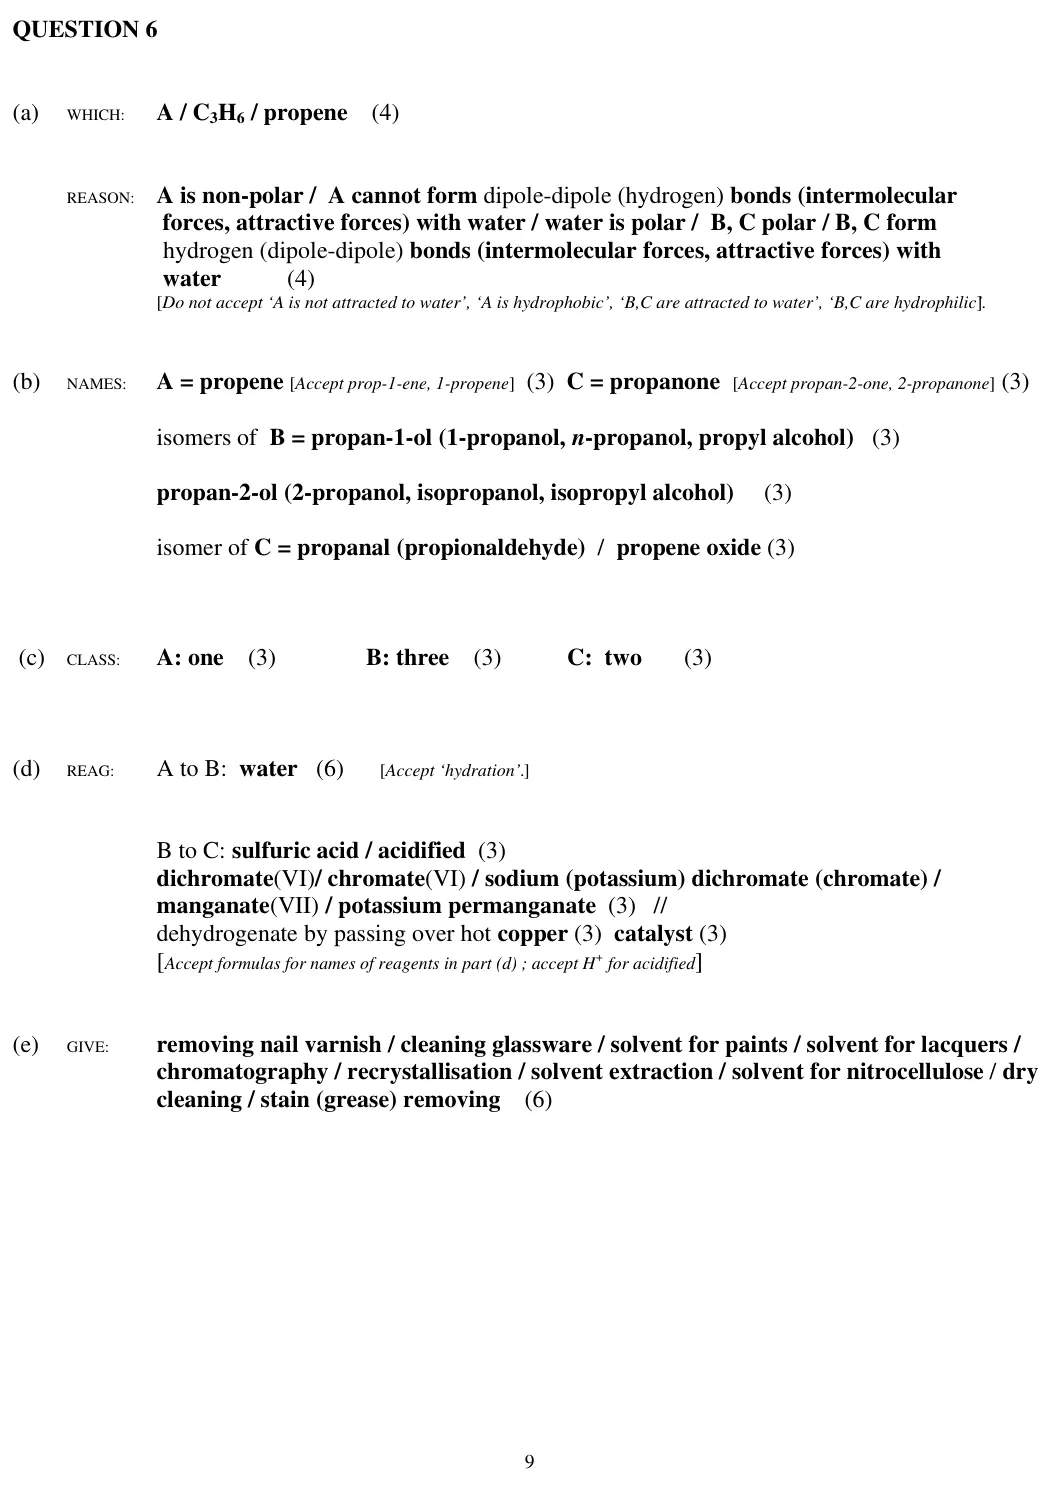 QUESTION 6
(a) WHICH: A / C₃H₆ / propene (4)
REASON: A is non-polar / A cannot form dipole-dipole (hydrogen) bonds (intermolecular
forces, attractive forces) with water / water is polar / B, C polar / B, C form
hydrogen (dipole-dipole) bonds (intermolecular forces, attractive forces) with
water (4)
[Do not accept ‘A is not attracted to water’, ‘A is hydrophobic’, ‘B,C are attracted to water’, ‘B,C are hydrophilic].
(b) NAMES: A = propene [Accept prop-1-ene, 1-propene] (3) C = propanone [Accept propan-2-one, 2-propanone] (3)
isomers of B = propan-1-ol (1-propanol, n-propanol, propyl alcohol) (3)
propan-2-ol (2-propanol, isopropanol, isopropyl alcohol) (3)
isomer of C = propanal (propionaldehyde) / propene oxide (3)
(c) CLASS: A: one (3) B: three (3) C: two (3)
(d) REAG: A to B: water (6) [Accept ‘hydration’.]
B to C: sulfuric acid / acidified (3)
dichromate(VI)/ chromate(VI) / sodium (potassium) dichromate (chromate) /
manganate(VII) / potassium permanganate (3) //
dehydrogenate by passing over hot copper (3) catalyst (3)
[Accept formulas for names of reagents in part (d) ; accept H⁺ for acidified]
(e) GIVE: removing nail varnish / cleaning glassware / solvent for paints / solvent for lacquers /
chromatography / recrystallisation / solvent extraction / solvent for nitrocellulose / dry
cleaning / stain (grease) removing (6)
9